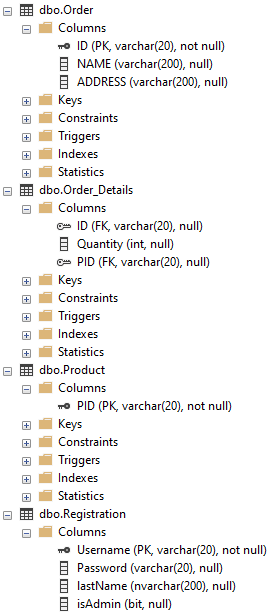 dbo.Order
Columns
ID (PK, varchar(20), not null)
NAME (varchar(200), null)
ADDRESS (varchar(200), null)
Keys
Constraints
Triggers
Indexes
Statistics
dbo.Order_Details
Columns
ID (FK, varchar(20), null)
Quantity (int, null)
PID (FK, varchar(20), null)
Keys
Constraints
Triggers
Indexes
Statistics
dbo.Product
Columns
PID (PK, varchar(20), not null)
Keys
Constraints
Triggers
Indexes
Statistics
dbo.Registration
Columns
Username (PK, varchar(20), not null)
Password (varchar(20), null)
lastName (nvarchar(200), null)
isAdmin (bit, null)